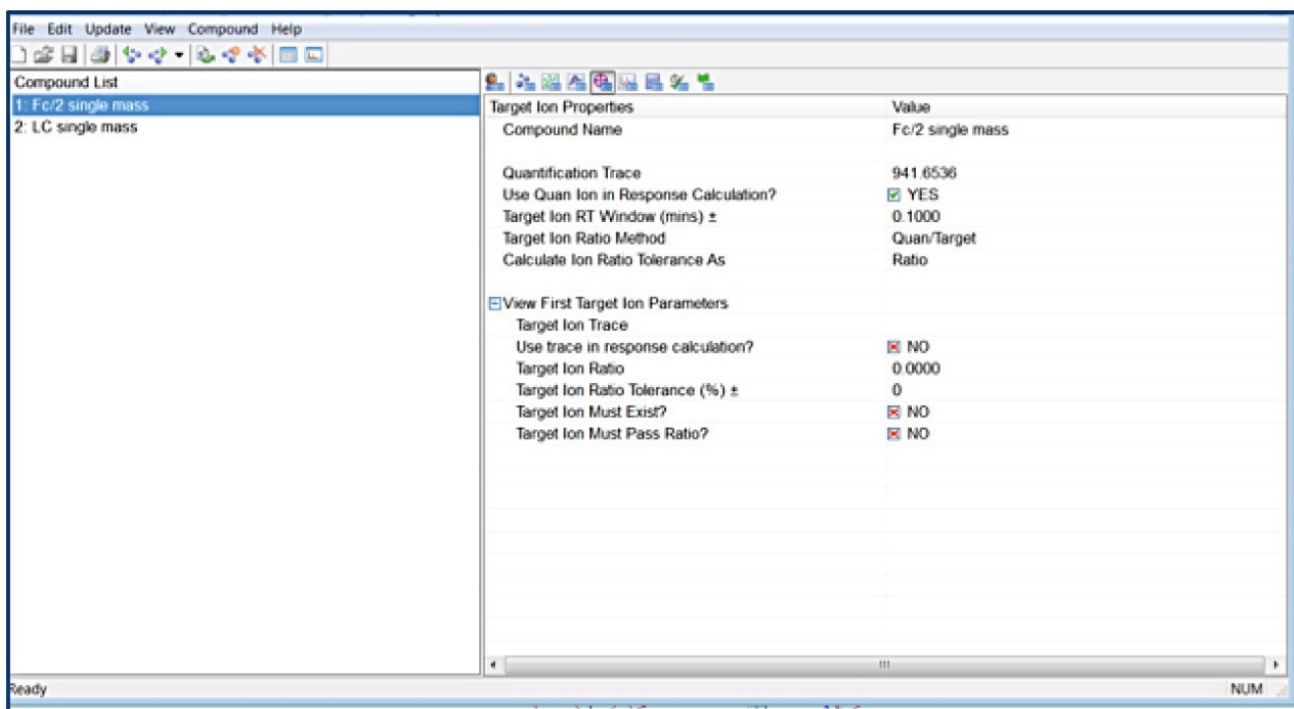 File Edit Update View Compound Help
Compound List
1: Fc/2 single mass
2: LC single mass
Target Ion Properties Value
Compound Name Fc/2 single mass
Quantification Trace 941.6536
Use Quan Ion in Response Calculation? YES
Target Ion RT Window (mins) ± 0.1000
Target Ion Ratio Method Quan/Target
Calculate Ion Ratio Tolerance As Ratio
View First Target Ion Parameters
Target Ion Trace
Use trace in response calculation? NO
Target Ion Ratio 0.0000
Target Ion Ratio Tolerance (%) ± 0
Target Ion Must Exist? NO
Target Ion Must Pass Ratio? NO
Ready NUM